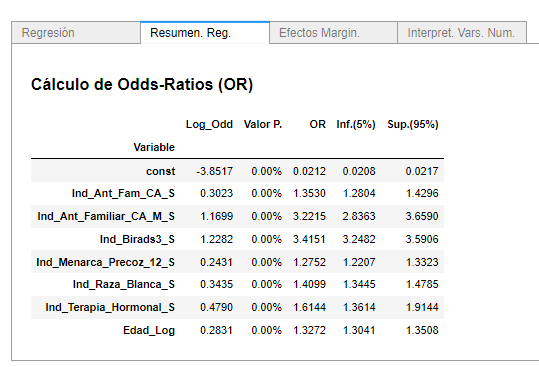 Regresión Resumen. Reg. Efectos Margin. Interpret. Vars. Num.
Cálculo de Odds-Ratios (OR)
Log_Odd Valor P. OR Inf.(5%) Sup.(95%)
Variable
const -3.8517 0.00% 0.0212 0.0208 0.0217
Ind_Ant_Fam_CA_S 0.3023 0.00% 1.3530 1.2804 1.4296
Ind_Ant_Familiar_CA_M_S 1.1699 0.00% 3.2215 2.8363 3.6590
Ind_Birads3_S 1.2282 0.00% 3.4151 3.2482 3.5906
Ind_Menarca_Precoz_12_S 0.2431 0.00% 1.2752 1.2207 1.3323
Ind_Raza_Blanca_S 0.3435 0.00% 1.4099 1.3445 1.4785
Ind_Terapia_Hormonal_S 0.4790 0.00% 1.6144 1.3614 1.9144
Edad_Log 0.2831 0.00% 1.3272 1.3041 1.3508